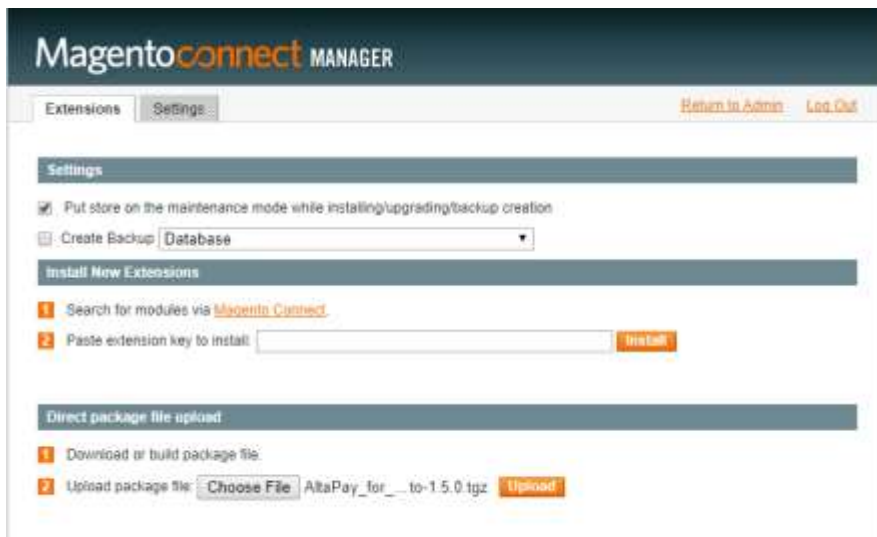 Magentoconnect MANAGER
Extensions Settings Return to Admin Log Out
Settings
Put store on the maintenance mode while installing/upgrading/backup creation
Create Backup Database
Install New Extensions
1 Search for modules via Magento Connect.
2 Paste extension key to install: Install
Direct package file upload
1 Download or build package file.
2 Upload package file: Choose File AltaPay_for_...to-1.5.0.tgz Upload